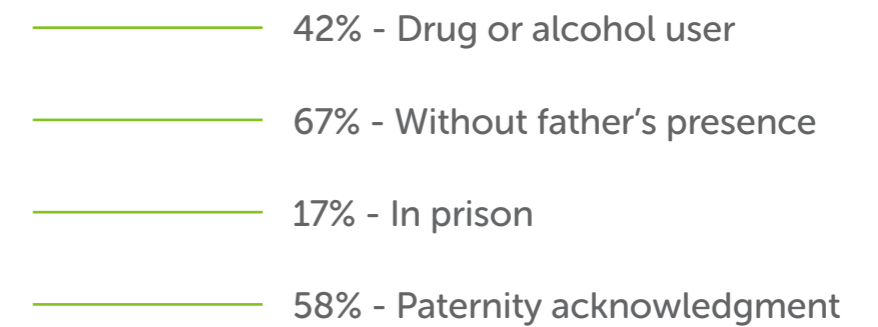 42% - Drug or alcohol user
67% - Without father’s presence
17% - In prison
58% - Paternity acknowledgment